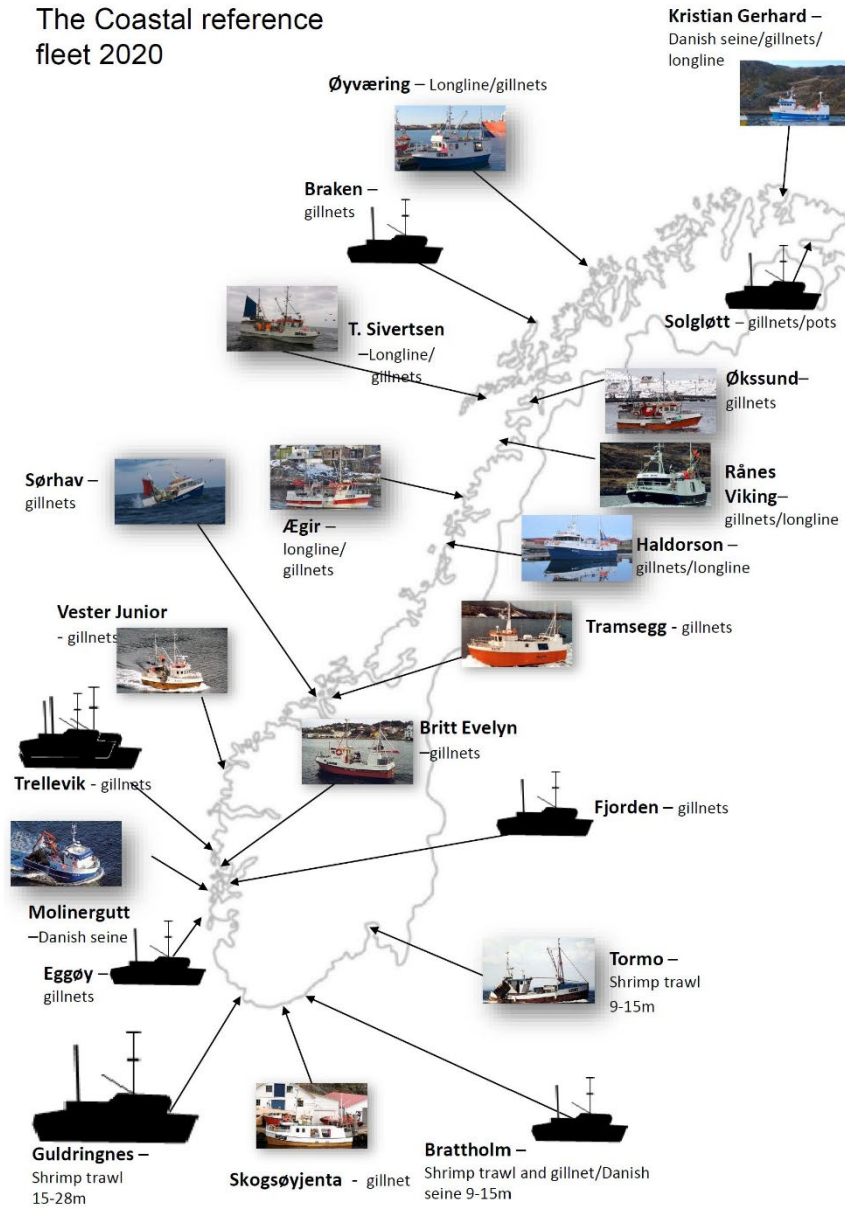 The Coastal reference
fleet 2020
Kristian Gerhard –
Danish seine/gillnets/
longline
Øyværing – Longline/gillnets
Braken –
gillnets
T. Sivertsen
–Longline/
gillnets
Solgløtt – gillnets/pots
Økssund–
gillnets
Sørhav –
gillnets
Ægir –
longline/
gillnets
Rånes
Viking–
gillnets/longline
Haldorson –
gillnets/longline
Vester Junior
- gillnets
Tramsegg - gillnets
Britt Evelyn
–gillnets
Trellevik - gillnets
Fjorden – gillnets
Molinergutt
–Danish seine
Eggøy –
gillnets
Tormo –
Shrimp trawl
9-15m
Guldringnes –
Shrimp trawl
15-28m
Skogsøyjenta - gillnet
Brattholm –
Shrimp trawl and gillnet/Danish
seine 9-15m